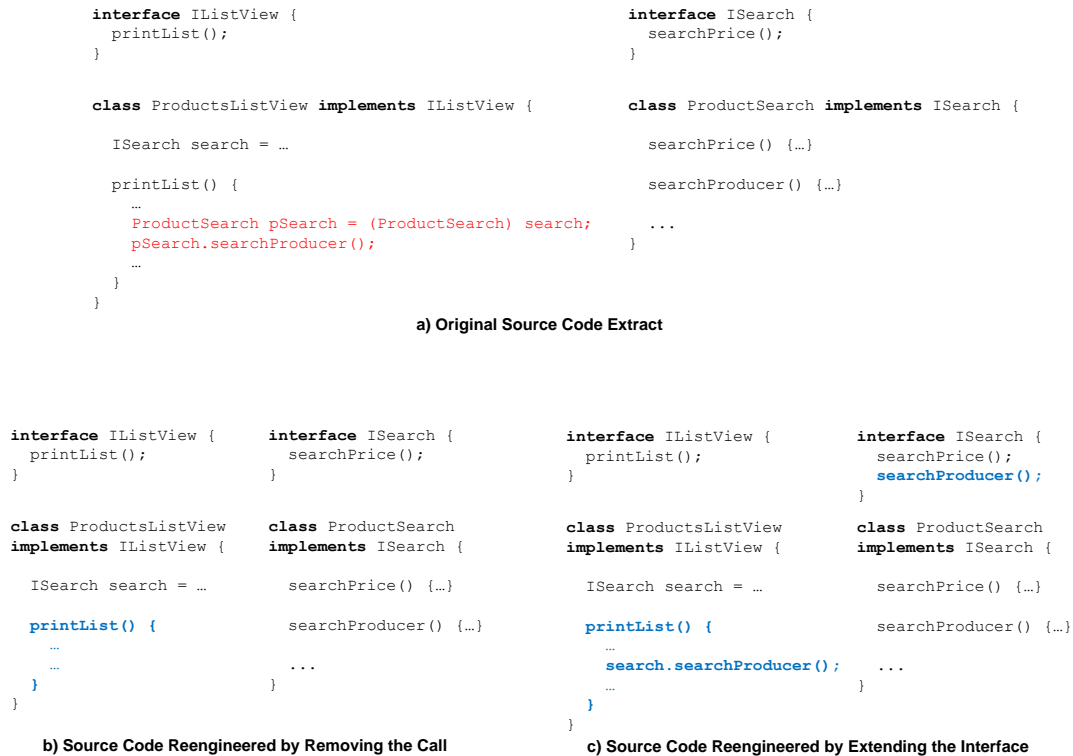 interface IListView {
printList();
}
class ProductsListView implements IListView {
ISearch search = …
printList() {
…
ProductSearch pSearch = (ProductSearch) search;
pSearch.searchProducer();
…
}
}
interface ISearch {
searchPrice();
}
class ProductSearch implements ISearch {
searchPrice() {…}
searchProducer() {…}
...
}
a) Original Source Code Extract
interface IListView {
printList();
}
class ProductsListView
implements IListView {
ISearch search = …
printList() {
…
…
}
}
interface ISearch {
searchPrice();
}
class ProductSearch
implements ISearch {
searchPrice() {…}
searchProducer() {…}
...
}
b) Source Code Reengineered by Removing the Call
interface IListView {
printList();
}
class ProductsListView
implements IListView {
ISearch search = …
printList() {
…
search.searchProducer();
…
}
}
interface ISearch {
searchPrice();
searchProducer();
}
class ProductSearch
implements ISearch {
searchPrice() {…}
searchProducer() {…}
...
}
c) Source Code Reengineered by Extending the Interface